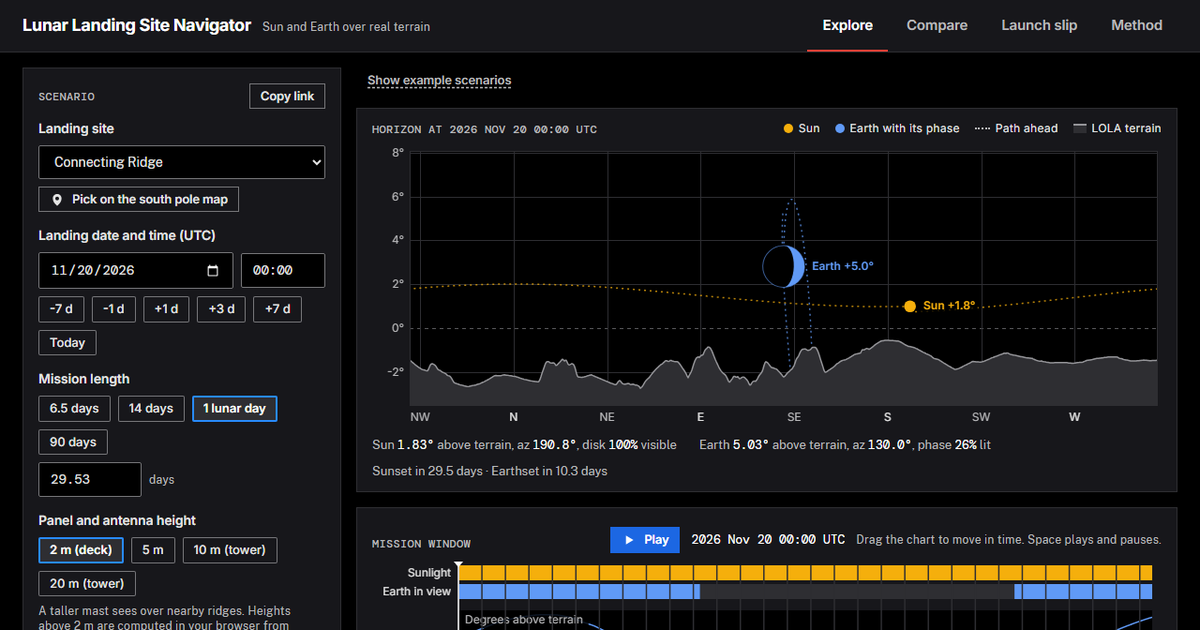 Lunar Landing Site Navigator Sun and Earth over real terrain Explore Compare Launch slip Method
SCENARIO Copy link
Landing site
Connecting Ridge
Pick on the south pole map
Landing date and time (UTC)
11/20/2026 00:00
-7 d -1 d +1 d +3 d +7 d
Today
Mission length
6.5 days 14 days 1 lunar day
90 days
29.53 days
Panel and antenna height
2 m (deck) 5 m 10 m (tower)
20 m (tower)
A taller mast sees over nearby ridges. Heights
above 2 m are computed in your browser from
Show example scenarios
HORIZON AT 2026 NOV 20 00:00 UTC Sun Earth with its phase Path ahead LOLA terrain
8°
6°
4°
Earth +5.0°
2°
Sun +1.8°
0°
-2°
NW N NE E SE S SW W
Sun 1.83° above terrain, az 190.8°, disk 100% visible Earth 5.03° above terrain, az 130.0°, phase 26% lit
Sunset in 29.5 days · Earthset in 10.3 days
MISSION WINDOW Play 2026 Nov 20 00:00 UTC Drag the chart to move in time. Space plays and pauses.
Sunlight
Earth in view
Degrees above terrain